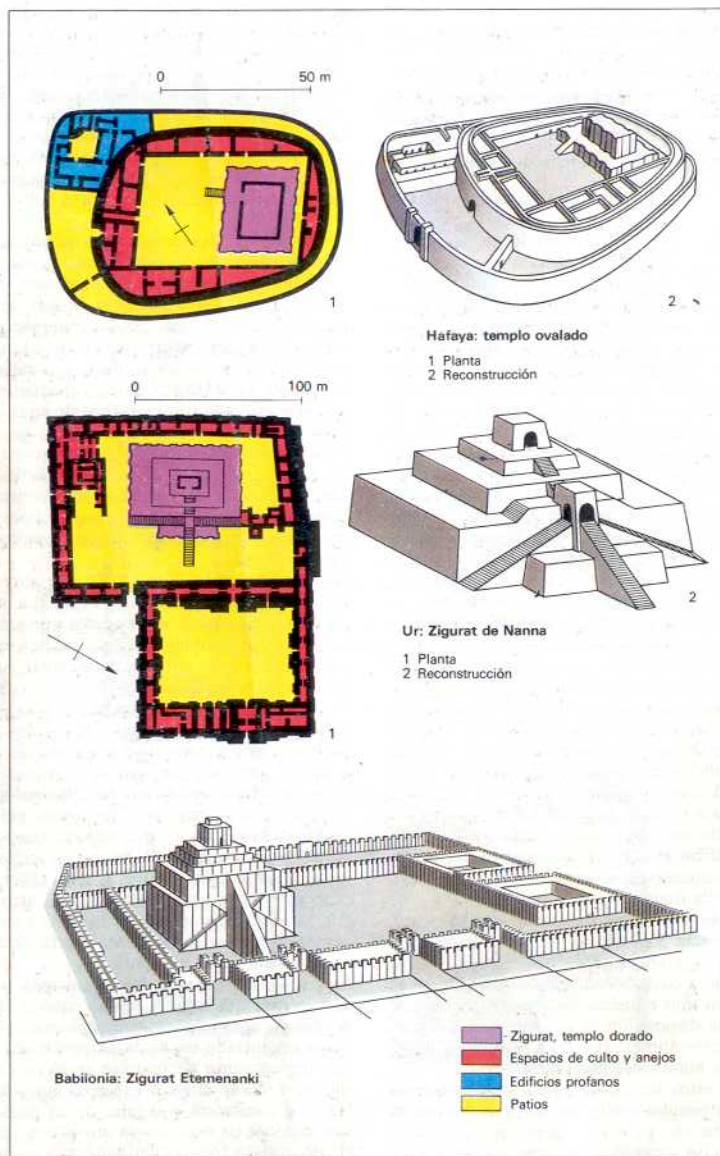 0 50 m
1
2
Hafaya: templo ovalado
1 Planta
2 Reconstrucción
0 100 m
1
2
Ur: Zigurat de Nanna
1 Planta
2 Reconstrucción
Babilonia: Zigurat Etemenanki
Zigurat, templo dorado
Espacios de culto y anejos
Edificios profanos
Patios